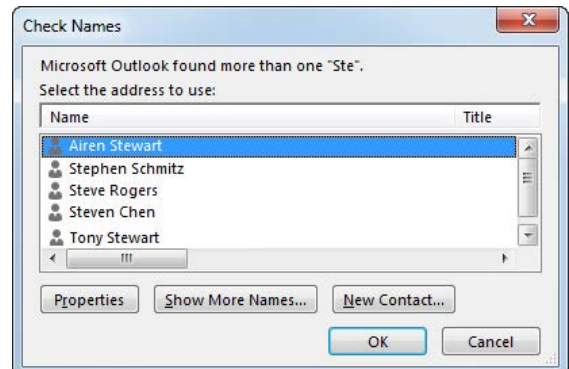 Check Names
Microsoft Outlook found more than one "Ste".
Select the address to use:
Name Title
Airen Stewart
Stephen Schmitz
Steve Rogers
Steven Chen
Tony Stewart
Properties Show More Names... New Contact...
OK Cancel